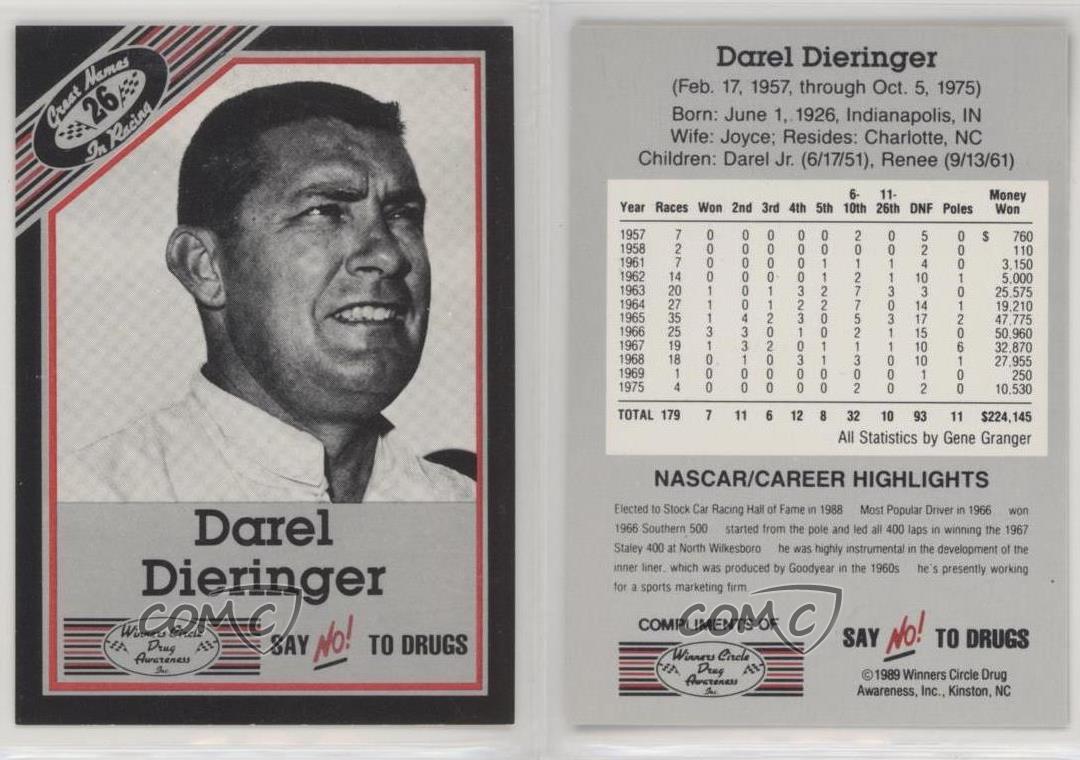 Great Names
26
In Racing
Darel
Dieringer
Winners Circle
Drug
Awareness
Inc.
SAY NO! TO DRUGS
COMC
Darel Dieringer
(Feb. 17, 1957, through Oct. 5, 1975)
Born: June 1, 1926, Indianapolis, IN
Wife: Joyce; Resides: Charlotte, NC
Children: Darel Jr. (6/17/51), Renee (9/13/61)
6- 11- Money
Year Races Won 2nd 3rd 4th 5th 10th 26th DNF Poles Won
1957 7 0 0 0 0 0 2 0 5 0 $ 760
1958 2 0 0 0 0 0 0 0 2 0 110
1961 7 0 0 0 0 1 1 1 4 0 3,150
1962 14 0 0 0 0 1 2 1 10 1 5,000
1963 20 1 0 1 3 2 7 3 3 0 25,575
1964 27 1 0 1 2 2 7 0 14 1 19,210
1965 35 1 4 2 3 0 5 3 17 2 47,775
1966 25 3 3 0 1 0 2 1 15 0 50,960
1967 19 1 3 2 0 1 1 1 10 6 32,870
1968 18 0 1 0 3 1 3 0 10 1 27,955
1969 1 0 0 0 0 0 0 0 1 0 250
1975 4 0 0 0 0 0 2 0 2 0 10,530
TOTAL 179 7 11 6 12 8 32 10 93 11 $224,145
All Statistics by Gene Granger
NASCAR/CAREER HIGHLIGHTS
Elected to Stock Car Racing Hall of Fame in 1988 Most Popular Driver in 1966 won
1966 Southern 500 started from the pole and led all 400 laps in winning the 1967
Staley 400 at North Wilkesboro he was highly instrumental in the development of the
inner liner, which was produced by Goodyear in the 1960s he's presently working
for a sports marketing firm
COMPLIMENTS OF
Winners Circle
Drug
Awareness
Inc.
COMC
SAY NO! TO DRUGS
©1989 Winners Circle Drug
Awareness, Inc., Kinston, NC